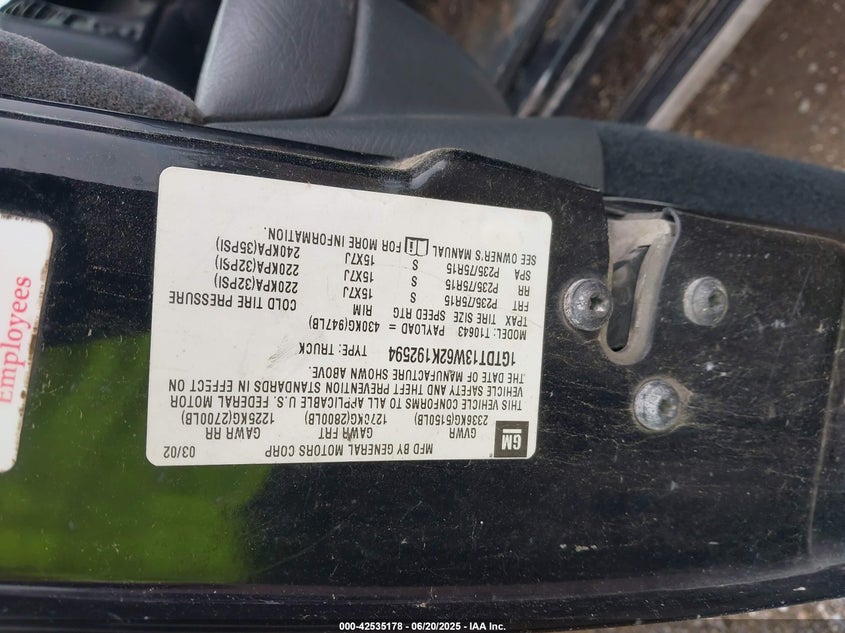 GM
MFD BY GENERAL MOTORS CORP 03/02
GVWR GAWR FRT GAWR RR
2336KG(5150LB) 1270KG(2800LB) 1225KG(2700LB)
THIS VEHICLE CONFORMS TO ALL APPLICABLE U.S. FEDERAL MOTOR
VEHICLE SAFETY AND THEFT PREVENTION STANDARDS IN EFFECT ON
THE DATE OF MANUFACTURE SHOWN ABOVE.
1GTDT13W62K192594 TYPE: TRUCK
MODEL: T10643 PAYLOAD = 430KG(947LB)
TRAX TIRE SIZE SPEED RTG RIM COLD TIRE PRESSURE
FRT P235/75R15 S 15X7J 220KPA(32PSI)
RR P235/75R15 S 15X7J 220KPA(32PSI)
SPA P235/75R15 S 15X7J 240KPA(35PSI)
SEE OWNER'S MANUAL FOR MORE INFORMATION.
Employees
000-42535178 - 06/20/2025 - IAA Inc.